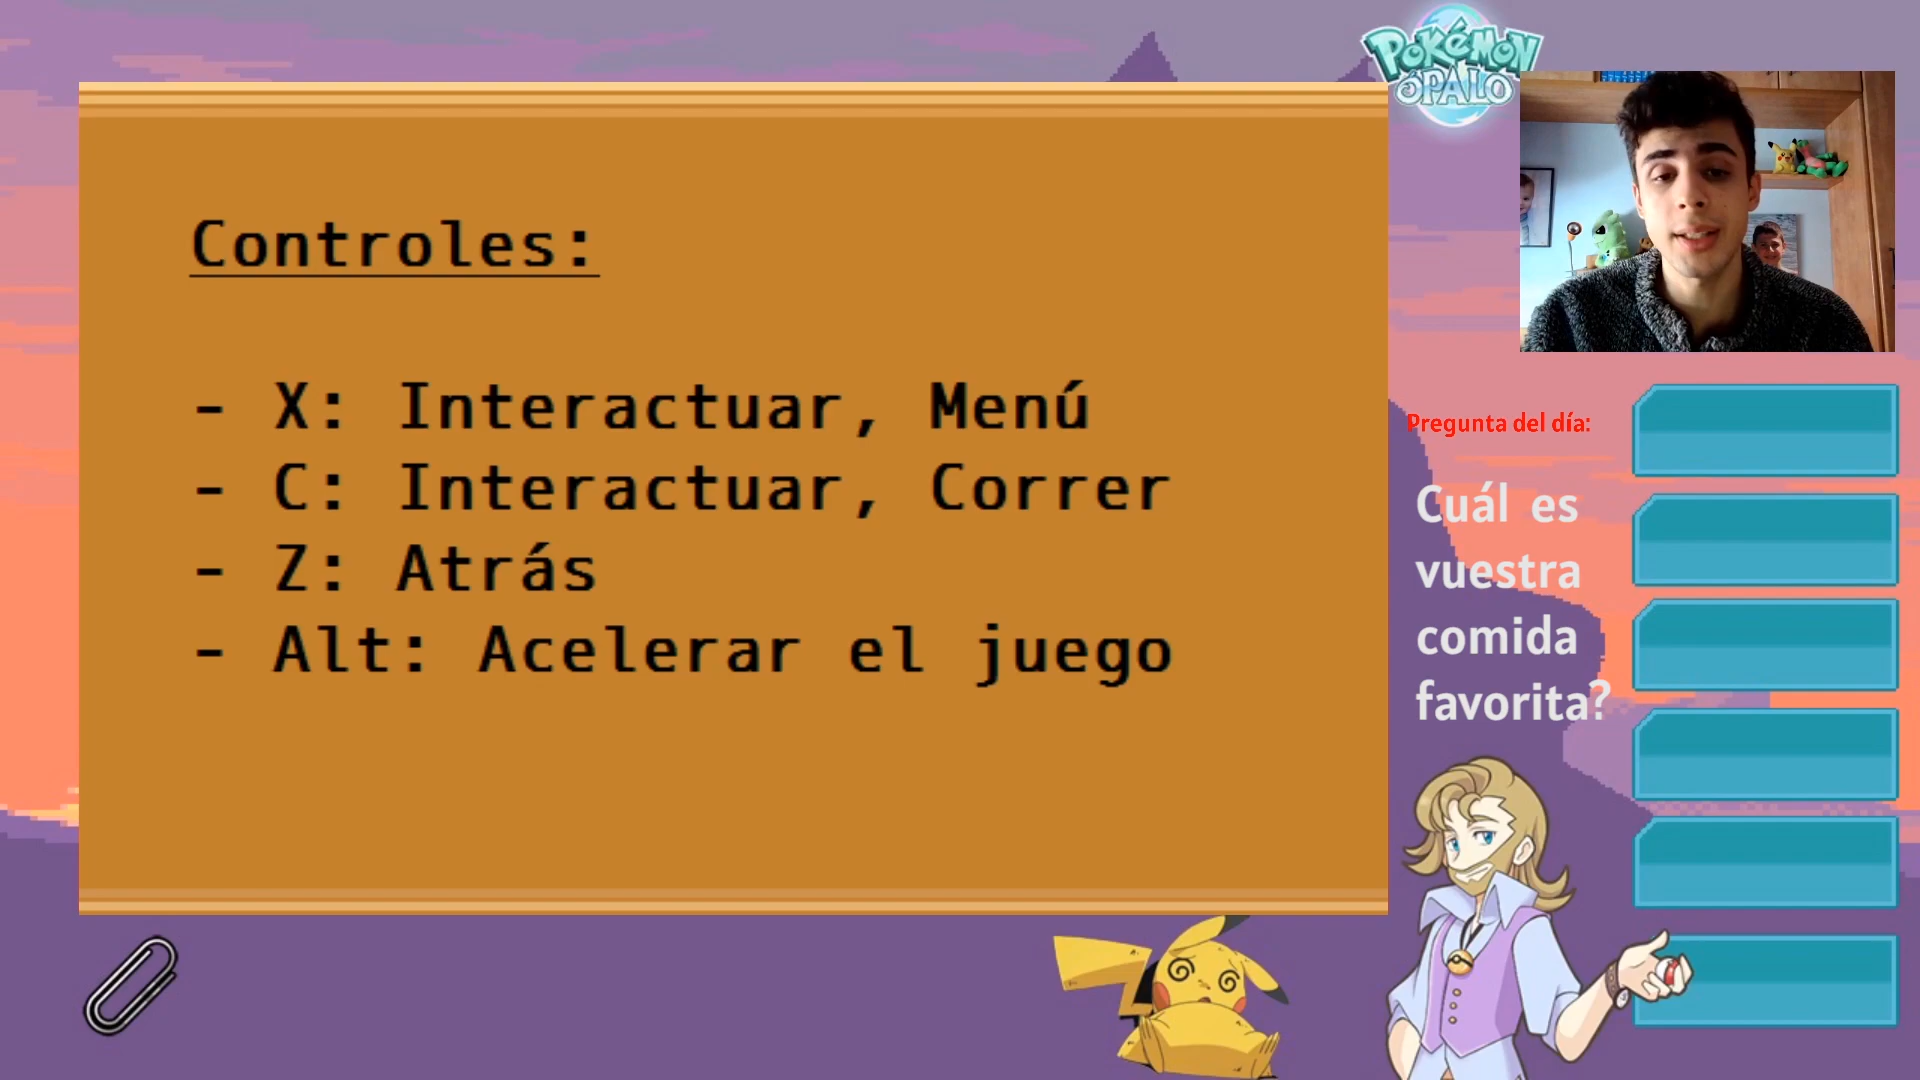 POKÉMON
ÓPALO
Controles:
- X: Interactuar, Menú
- C: Interactuar, Correr
- Z: Atrás
- Alt: Acelerar el juego
Pregunta del día:
Cuál es
vuestra
comida
favorita?